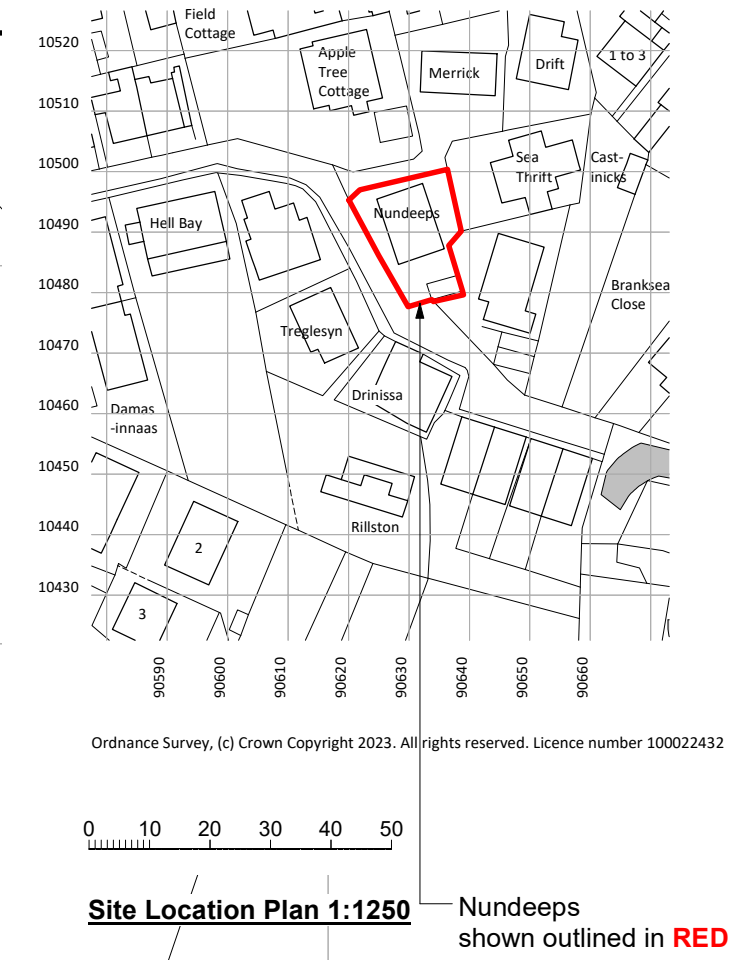 Field
Cottage
10520
Apple
Tree
Cottage
Merrick
Drift
1 to 3
10510
10500
Sea
Thrift
Cast-
inicks
10490
Hell Bay
Nundeeps
10480
Branksea
Close
10470
Treglesyn
10460
Drinissa
Damas
-innaas
10450
10440
Rillston
2
10430
3
90590
90600
90610
90620
90630
90640
90650
90660
Ordnance Survey, (c) Crown Copyright 2023. All rights reserved. Licence number 100022432
0 10 20 30 40 50
Site Location Plan 1:1250
Nundeeps
shown outlined in RED